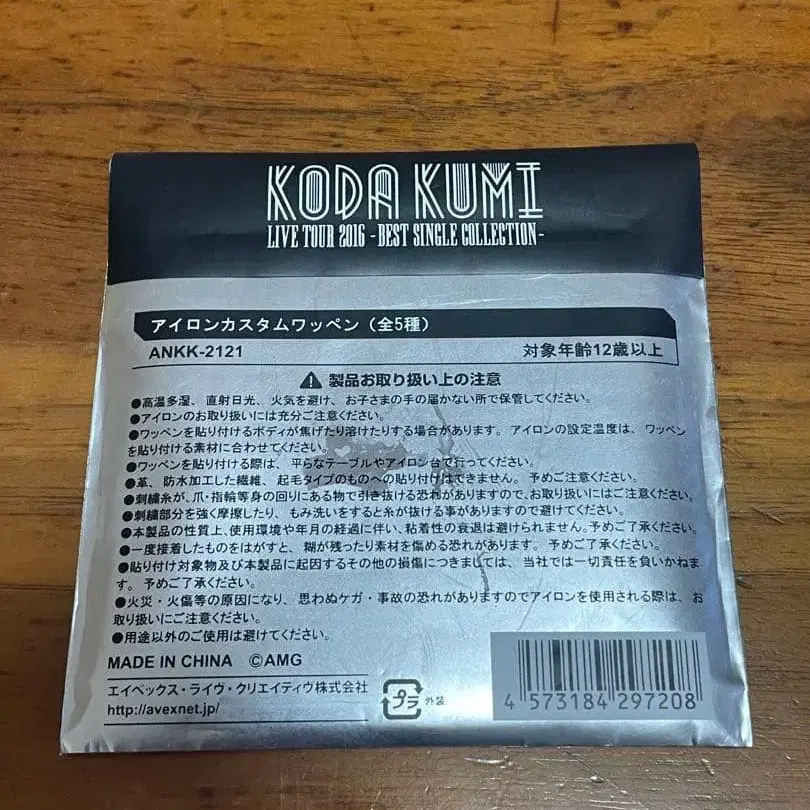 KODA KUMI
LIVE TOUR 2016 -BEST SINGLE COLLECTION-
アイロンカスタムワッペン（全5種）
ANKK-2121 対象年齢12歳以上
製品お取り扱い上の注意
●高温多湿、直射日光、火気を避け、お子さまの手の届かない所で保管してください。
●アイロンのお取り扱いには充分ご注意ください。
●ワッペンを貼り付けるボディが焦げたり溶けたりする場合があります。アイロンの設定温度は、ワッペン
を貼り付ける素材に合わせてください。
●ワッペンを貼り付ける際は、平らなテーブルやアイロン台で行ってください。
●革、防水加工した繊維、起毛タイプのものへの貼り付けはできません。予めご注意ください。
●刺繍糸が、爪・指輪等身の回りにある物で引き抜ける恐れがありますので、お取り扱いにはご注意ください。
●刺繍部分を強く摩擦したり、もみ洗いをすると糸が抜ける事がありますので避けてください。
●本製品の性質上、使用環境や年月の経過に伴い、粘着性の衰退は避けられません。予めご了承ください。
●一度接着したものをはがすと、糊が残ったり素材を傷める恐れがあります。予めご了承ください。
●貼り付け対象物及び本製品に起因するその他の損傷につきましては、当社では一切責任を負いかねま
す。予めご了承ください。
●火災・火傷等の原因になり、思わぬケガ・事故の恐れがありますのでアイロンを使用される際は、お
取り扱いに充分ご注意ください。
●用途以外のご使用は避けてください。
MADE IN CHINA ©AMG
エイベックス・ライヴ・クリエイティヴ株式会社
http://avexnet.jp/
プラ 外装
4 573184 297208